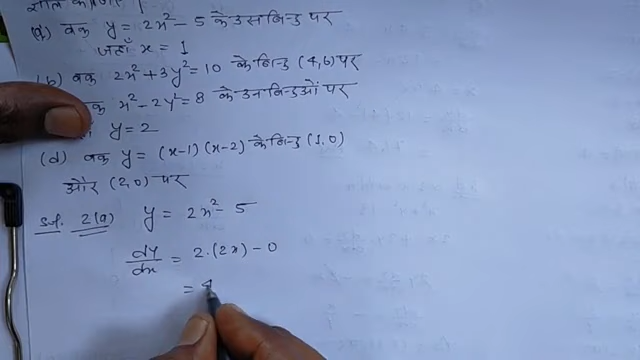 (a) वक्र y = 2x² - 5 के उस बिन्दु पर
जहाँ x = 1
(b) वक्र 2x² + 3y² = 10 के बिन्दु (4, 6) पर
x² - 2y² = 8 के उन बिन्दुओं पर
y = 2
(d) वक्र y = (x-1)(x-2) के बिन्दु (1, 0)
और (2, 0) पर
Sol. 2(a) y = 2x² - 5
dy/dx = 2·(2x) - 0
= 4